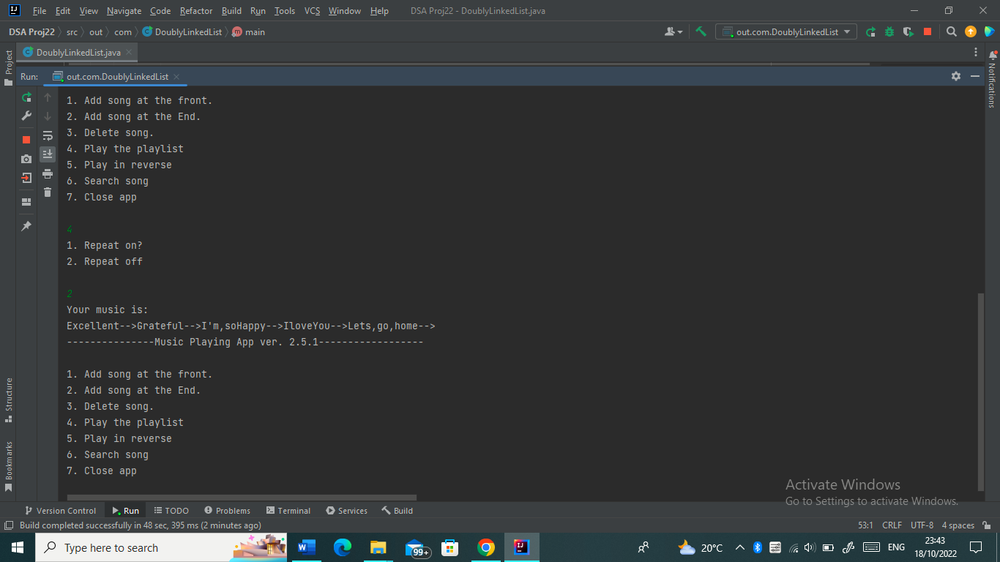 File Edit View Navigate Code Refactor Build Run Tools VCS Window Help DSA Proj22 - DoublyLinkedList.java
DSA Proj22 src out com DoublyLinkedList main out.com.DoublyLinkedList
DoublyLinkedList.java
Project
Notifications
Run: out.com.DoublyLinkedList
1. Add song at the front.
2. Add song at the End.
3. Delete song.
4. Play the playlist
5. Play in reverse
6. Search song
7. Close app
4
1. Repeat on?
2. Repeat off
2
Your music is:
Excellent-->Grateful-->I'm,soHappy-->IloveYou-->Lets,go,home-->
---------------Music Playing App ver. 2.5.1------------------
1. Add song at the front.
2. Add song at the End.
3. Delete song.
4. Play the playlist
5. Play in reverse
6. Search song
7. Close app
Structure
Bookmarks
Activate Windows
Go to Settings to activate Windows.
Version Control Run TODO Problems Terminal Services Build
Build completed successfully in 48 sec, 395 ms (2 minutes ago) 53:1 CRLF UTF-8 4 spaces
Type here to search 99+ 20°C ENG 23:43
18/10/2022